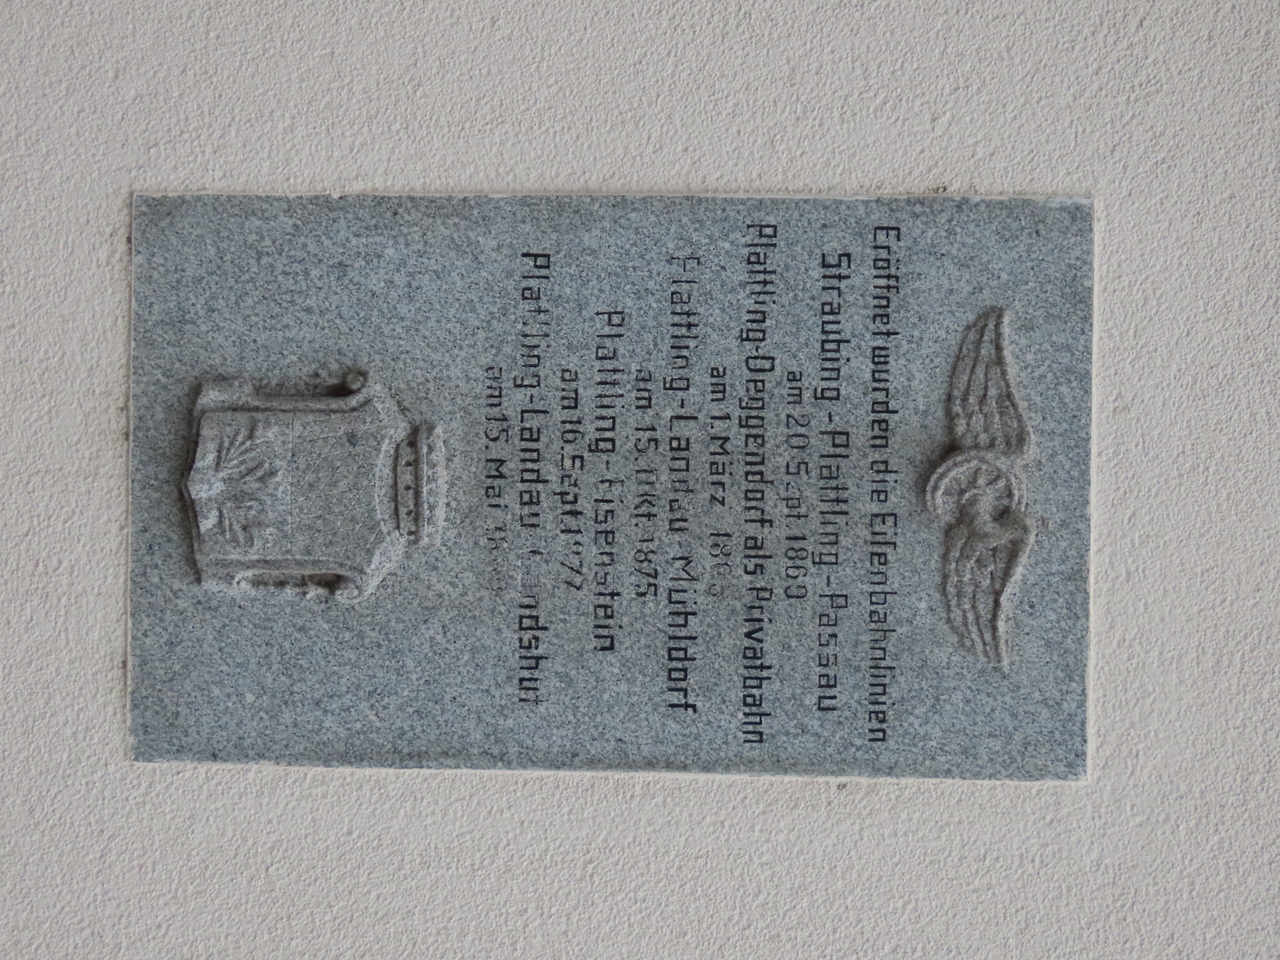 Eröffnet wurden die Eisenbahnlinien
Straubing-Plattling-Passau
am 20.Sept. 1860
Plattling-Deggendorf als Privatbahn
am 1. März
Plattling-Landau-Mühldorf
am 15. Okt. 1875
Plattling-Eisenstein
am 16. Sept. 1877
Plattling-Landau-Landshut
am 15. Mai